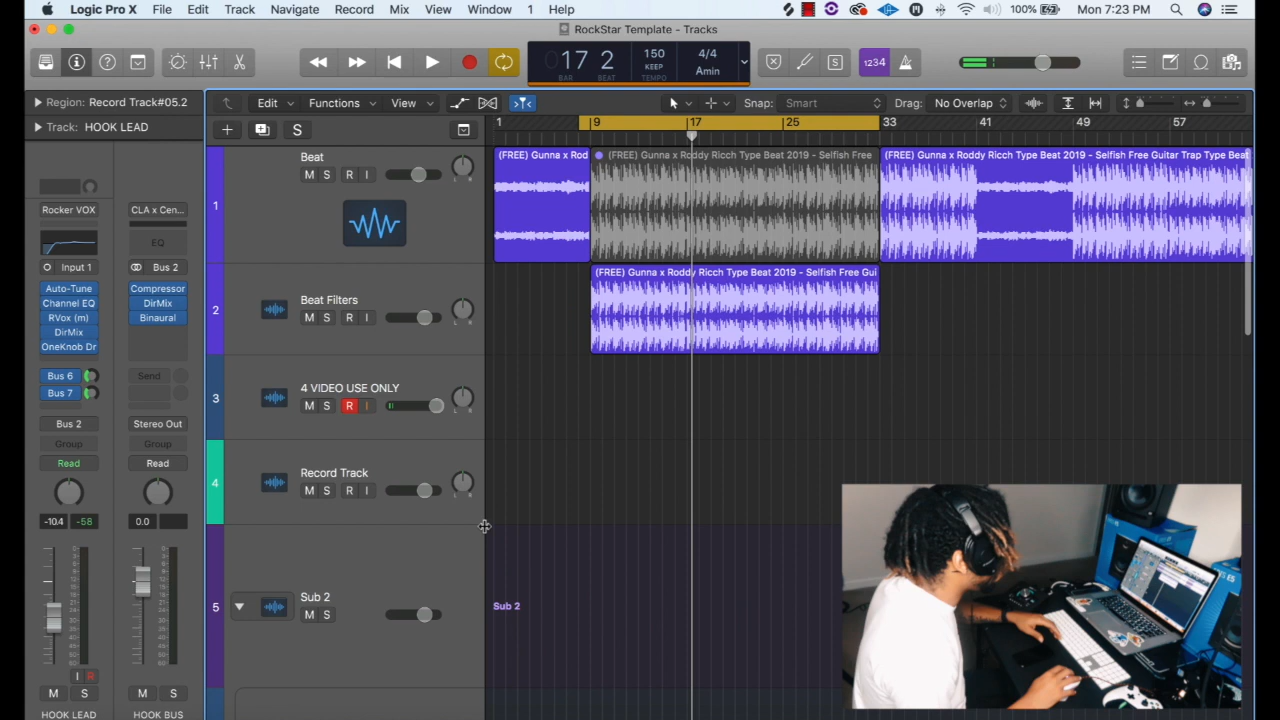 Logic Pro X File Edit Track Navigate Record Mix View Window 1 Help 100% Mon 7:23 PM
RockStar Template - Tracks
17 2 150 4/4
KEEP Amin
BAR BEAT TEMPO
S 1234
Region: Record Track#05.2
Track: HOOK LEAD
Edit Functions View Snap: Smart Drag: No Overlap
S
1 9 17 25 33 41 49 57
Rocker VOX CLA x Cen...
EQ
Input 1 Bus 2
Auto-Tune Compressor
Channel EQ DirMix
RVox (m) Binaural
DirMix
OneKnob Dr
Bus 6 Send
Bus 7
Bus 2 Stereo Out
Group Group
Read Read
-10.4 -58 0.0
I R
M S M S
HOOK LEAD HOOK BUS
1 Beat
M S R I
2 Beat Filters
M S R I
3 4 VIDEO USE ONLY
M S R I
4 Record Track
M S R I
5 Sub 2
M S
(FREE) Gunna x Rod
(FREE) Gunna x Roddy Ricch Type Beat 2019 - Selfish Free
(FREE) Gunna x Roddy Ricch Type Beat 2019 - Selfish Free Guitar Trap Type Beat
(FREE) Gunna x Roddy Ricch Type Beat 2019 - Selfish Free Gui
Sub 2